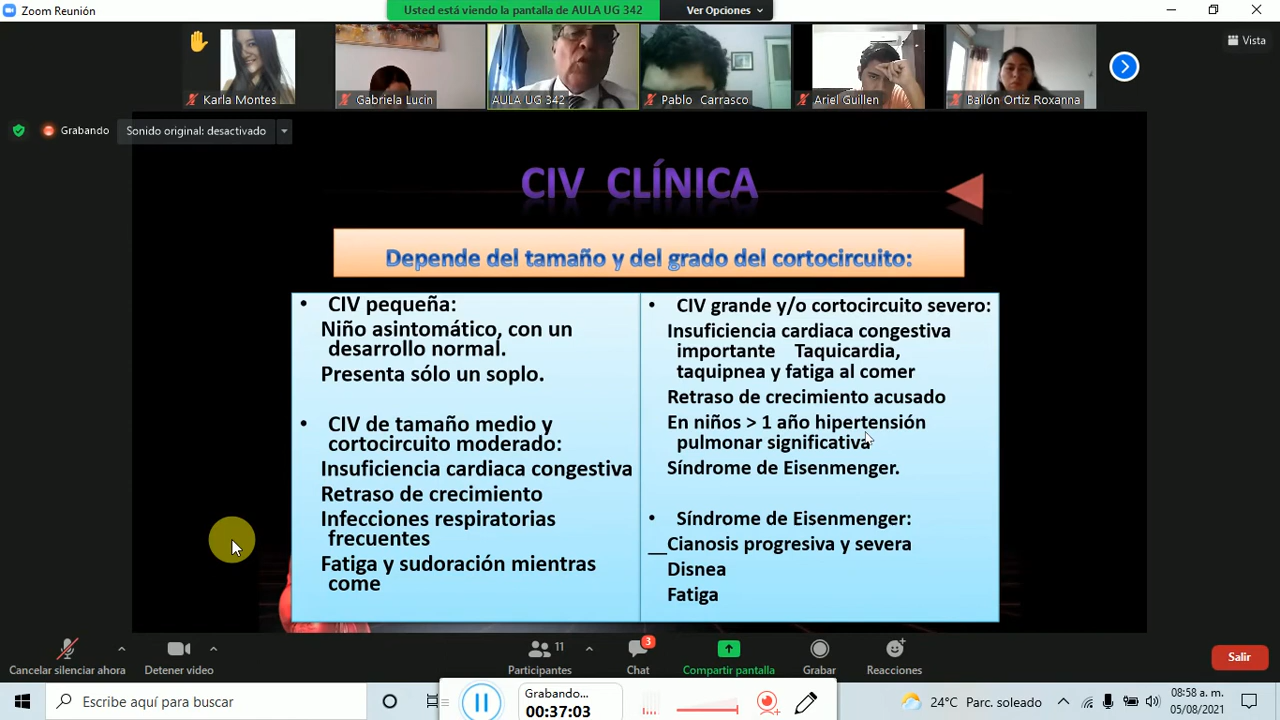 Zoom Reunión
Usted está viendo la pantalla de AULA UG 342
Ver Opciones
Vista
Karla Montes
Gabriela Lucin
AULA UG 342
Pablo Carrasco
Ariel Guillen
Bailón Ortiz Roxanna
Grabando
Sonido original: desactivado
CIV CLÍNICA
Depende del tamaño y del grado del cortocircuito:
• CIV pequeña:
Niño asintomático, con un
desarrollo normal.
Presenta sólo un soplo.
• CIV de tamaño medio y
cortocircuito moderado:
Insuficiencia cardiaca congestiva
Retraso de crecimiento
Infecciones respiratorias
frecuentes
Fatiga y sudoración mientras
come
• CIV grande y/o cortocircuito severo:
Insuficiencia cardiaca congestiva
importante Taquicardia,
taquipnea y fatiga al comer
Retraso de crecimiento acusado
En niños > 1 año hipertensión
pulmonar significativa
Síndrome de Eisenmenger.
• Síndrome de Eisenmenger:
__Cianosis progresiva y severa
Disnea
Fatiga
Cancelar silenciar ahora
Detener video
11
Participantes
3
Chat
Compartir pantalla
Grabar
Reacciones
Salir
Escribe aquí para buscar
Grabando...
00:37:03
24°C Parc. soleado
08:58 a. m.
05/08/2021